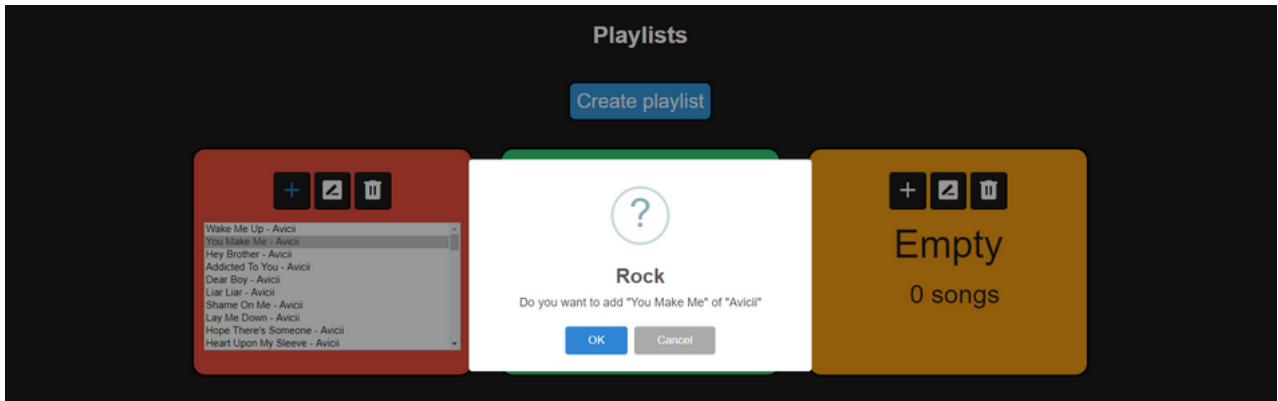 Playlists
Create playlist
Wake Me Up - Avicii
You Make Me - Avicii
Hey Brother - Avicii
Addicted To You - Avicii
Dear Boy - Avicii
Liar Liar - Avicii
Shame On Me - Avicii
Lay Me Down - Avicii
Hope There's Someone - Avicii
Heart Upon My Sleeve - Avicii
?
Rock
Do you want to add "You Make Me" of "Avicii"
OK
Cancel
Empty
0 songs